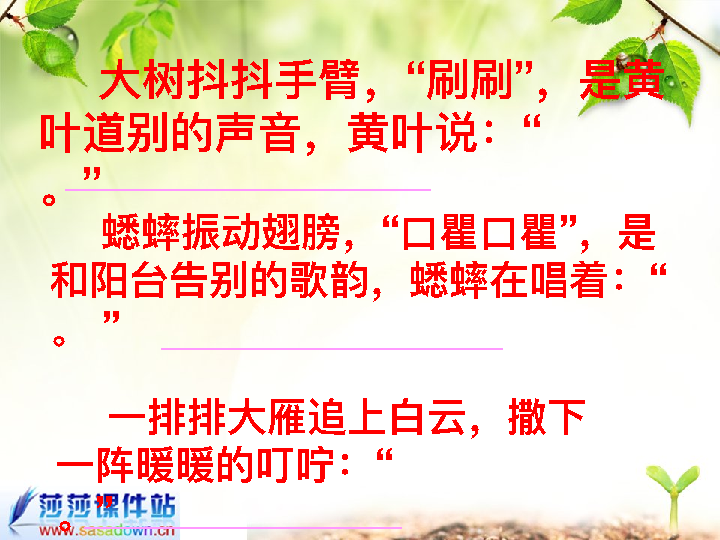 大树抖抖手臂，“刷刷”，是黄
叶道别的声音，黄叶说：“
。”
蟋蟀振动翅膀，“口瞿口瞿”，是
和阳台告别的歌韵，蟋蟀在唱着：“
。”
一排排大雁追上白云，撒下
一阵暖暖的叮咛：“
。”
莎莎课件站
www.sasadown.cn